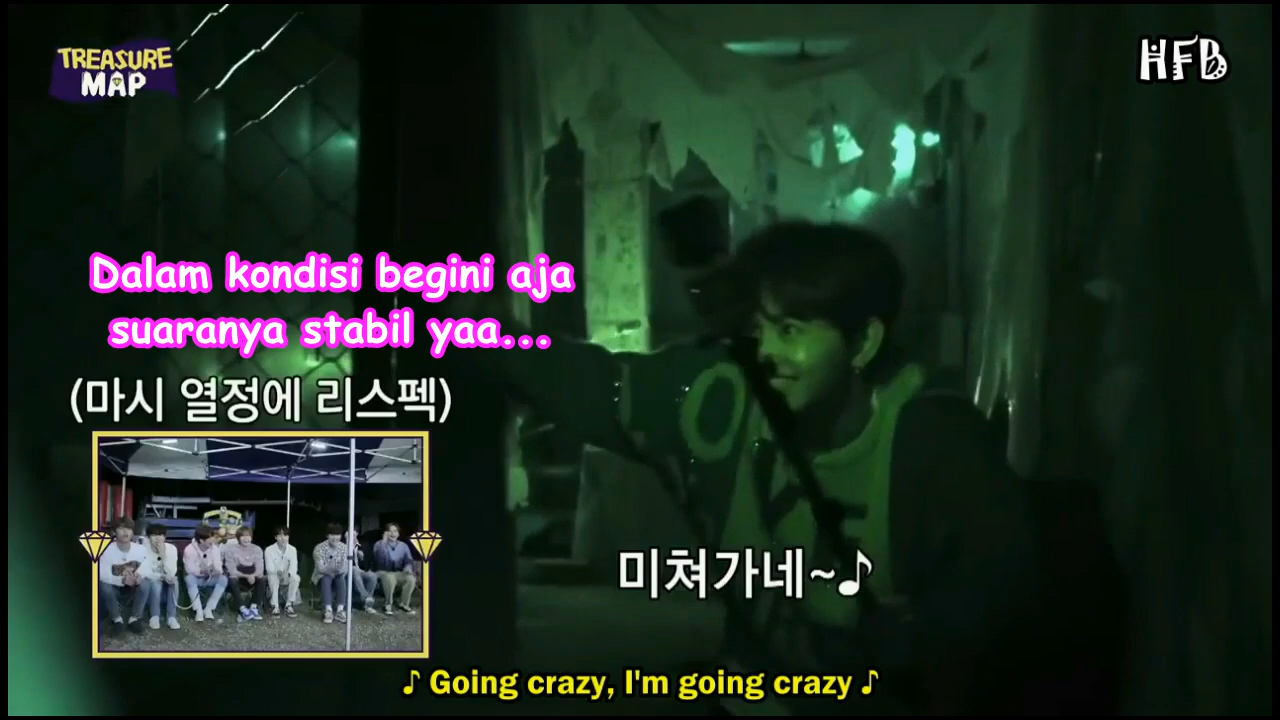 TREASURE
MAP
HFB
Dalam kondisi begini aja
suaranya stabil yaa...
(마시 열정에 리스펙)
미쳐가네~♪
♪ Going crazy, I'm going crazy ♪